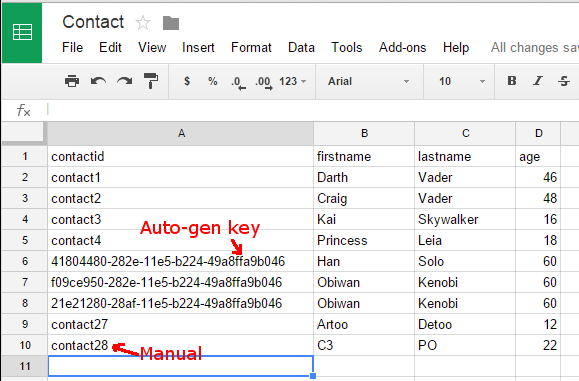 Contact
File Edit View Insert Format Data Tools Add-ons Help All changes sav
$ % .0 .00 123 Arial 10 B I S
fx
A B C D
1 contactid firstname lastname age
2 contact1 Darth Vader 46
3 contact2 Craig Vader 48
4 contact3 Kai Skywalker 16
5 contact4 Princess Leia 18
Auto-gen key
6 41804480-282e-11e5-b224-49a8ffa9b046 Han Solo 60
7 f09ce950-282e-11e5-b224-49a8ffa9b046 Obiwan Kenobi 60
8 21e21280-28af-11e5-b224-49a8ffa9b046 Obiwan Kenobi 60
9 contact27 Artoo Detoo 12
10 contact28 C3 PO 22
Manual
11